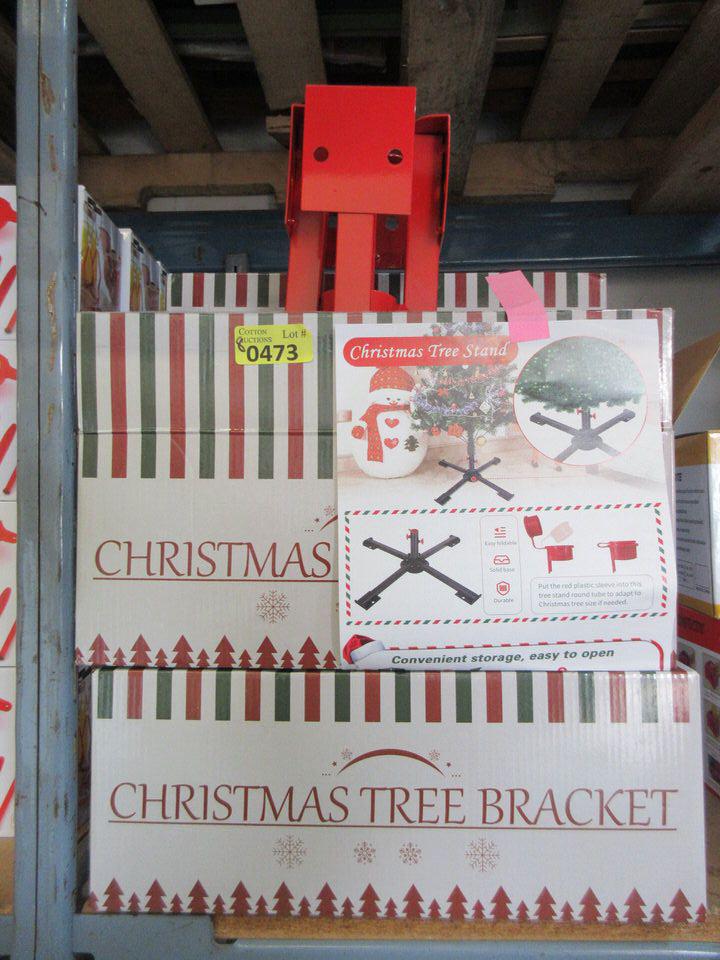 COTTON
AUCTIONS
Lot #
0473
Christmas Tree Stand
CHRISTMAS
Easy foldable
Solid base
Durable
Put the red plastic sleeve into this
tree stand round tube to adapt to
Christmas tree size if needed.
Convenient storage, easy to open
CHRISTMAS TREE BRACKET